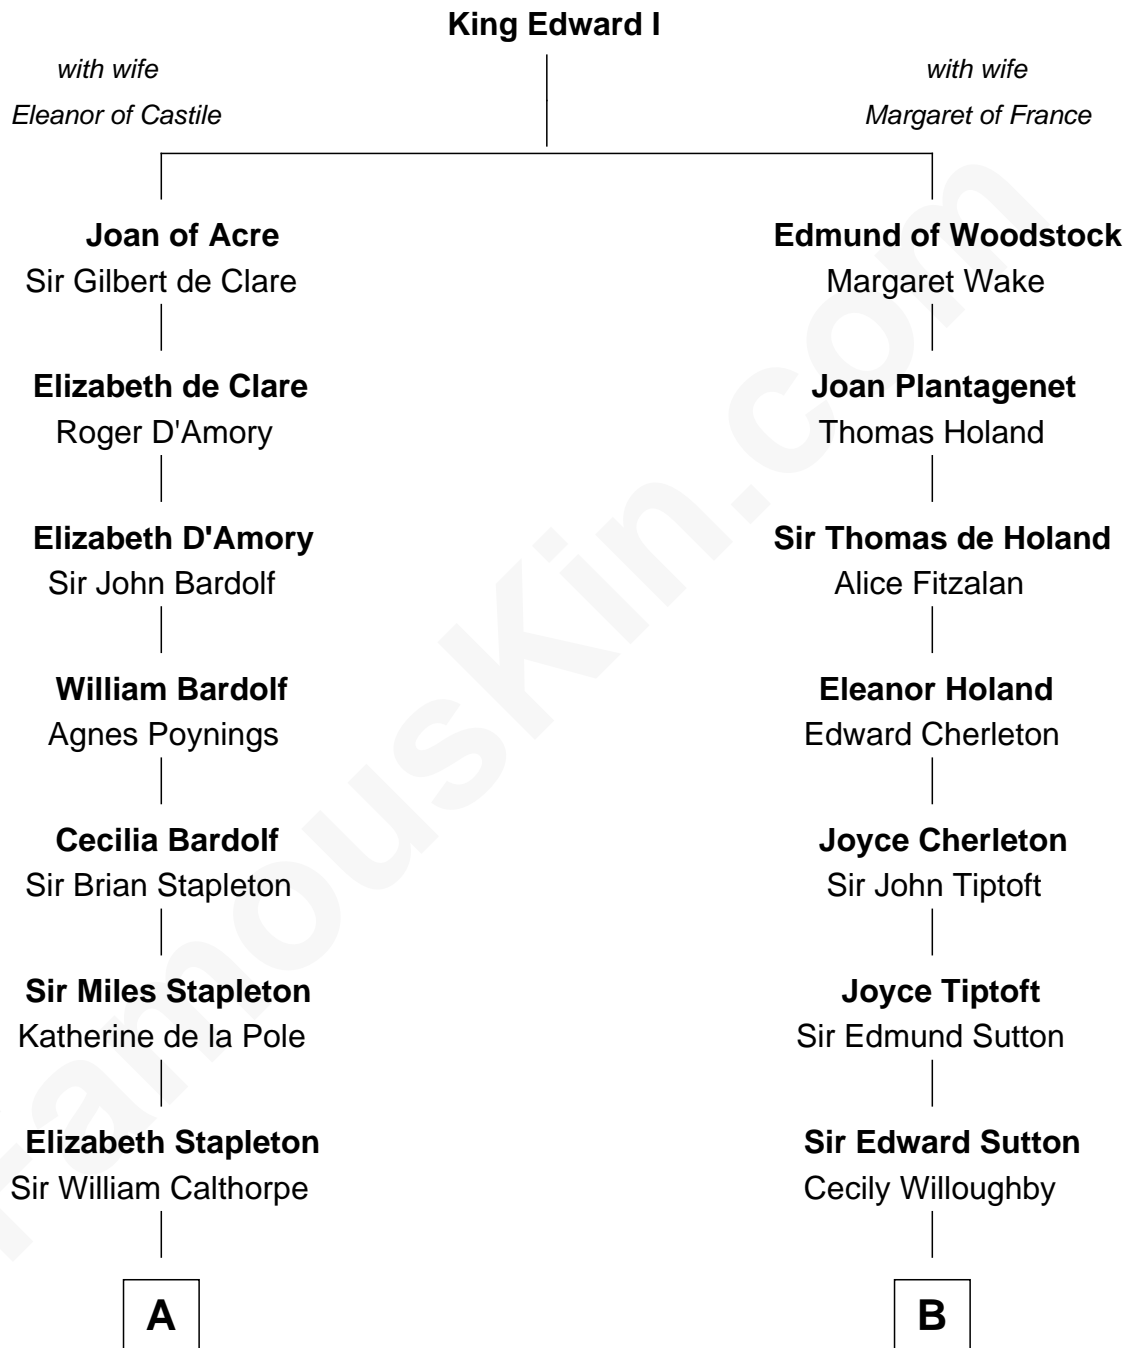 King Edward I
with wife
Eleanor of Castile
with wife
Margaret of France
Joan of Acre
Sir Gilbert de Clare
Edmund of Woodstock
Margaret Wake
Elizabeth de Clare
Roger D'Amory
Joan Plantagenet
Thomas Holand
Elizabeth D'Amory
Sir John Bardolf
Sir Thomas de Holand
Alice Fitzalan
William Bardolf
Agnes Poynings
Eleanor Holand
Edward Cherleton
Cecilia Bardolf
Sir Brian Stapleton
Joyce Cherleton
Sir John Tiptoft
Sir Miles Stapleton
Katherine de la Pole
Joyce Tiptoft
Sir Edmund Sutton
Elizabeth Stapleton
Sir William Calthorpe
Sir Edward Sutton
Cecily Willoughby
A
B
FamousKin.com